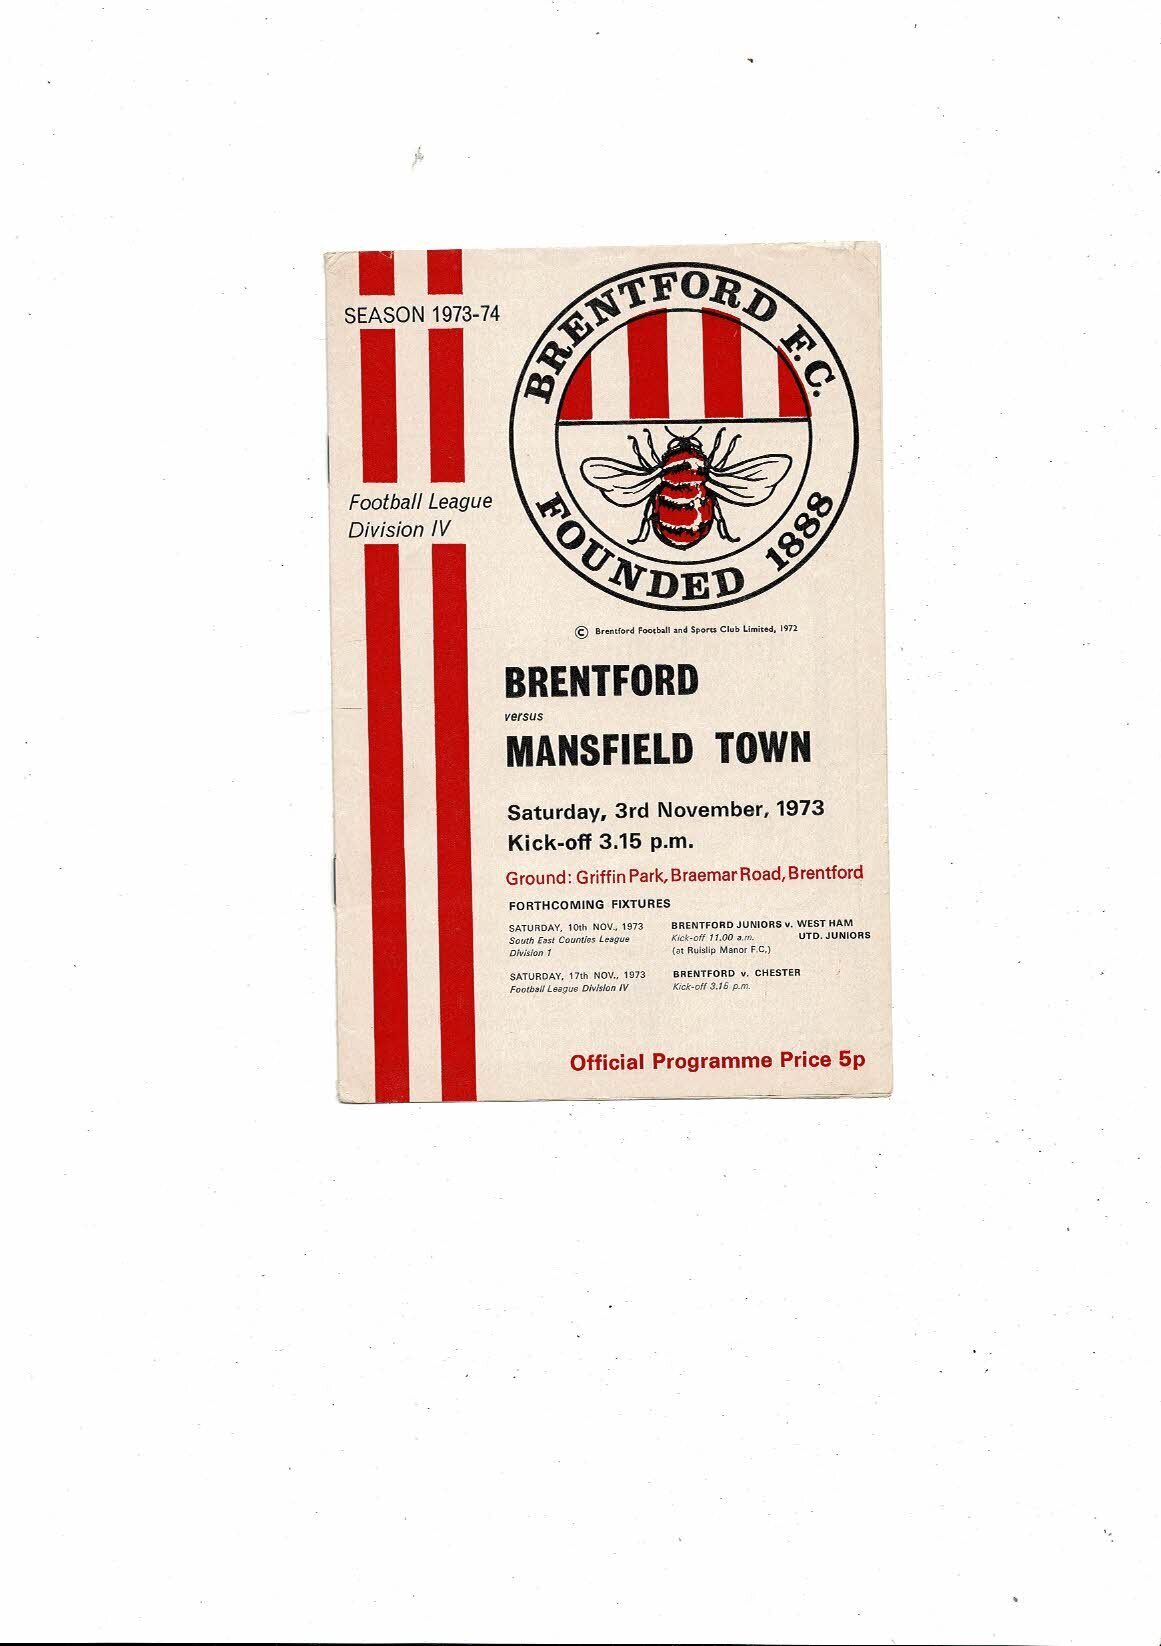 SEASON 1973-74
BRENTFORD F.C.
FOUNDED 1888
Football League
Division IV
© Brentford Football and Sports Club Limited, 1972
BRENTFORD
versus
MANSFIELD TOWN
Saturday, 3rd November, 1973
Kick-off 3.15 p.m.
Ground: Griffin Park, Braemar Road, Brentford
FORTHCOMING FIXTURES
SATURDAY, 10th NOV., 1973 BRENTFORD JUNIORS v. WEST HAM
South East Counties League Kick-off 11.00 a.m. UTD. JUNIORS
Division 1 (at Ruislip Manor F.C.)
SATURDAY, 17th NOV., 1973 BRENTFORD v. CHESTER
Football League Division IV Kick-off 3.15 p.m.
Official Programme Price 5p